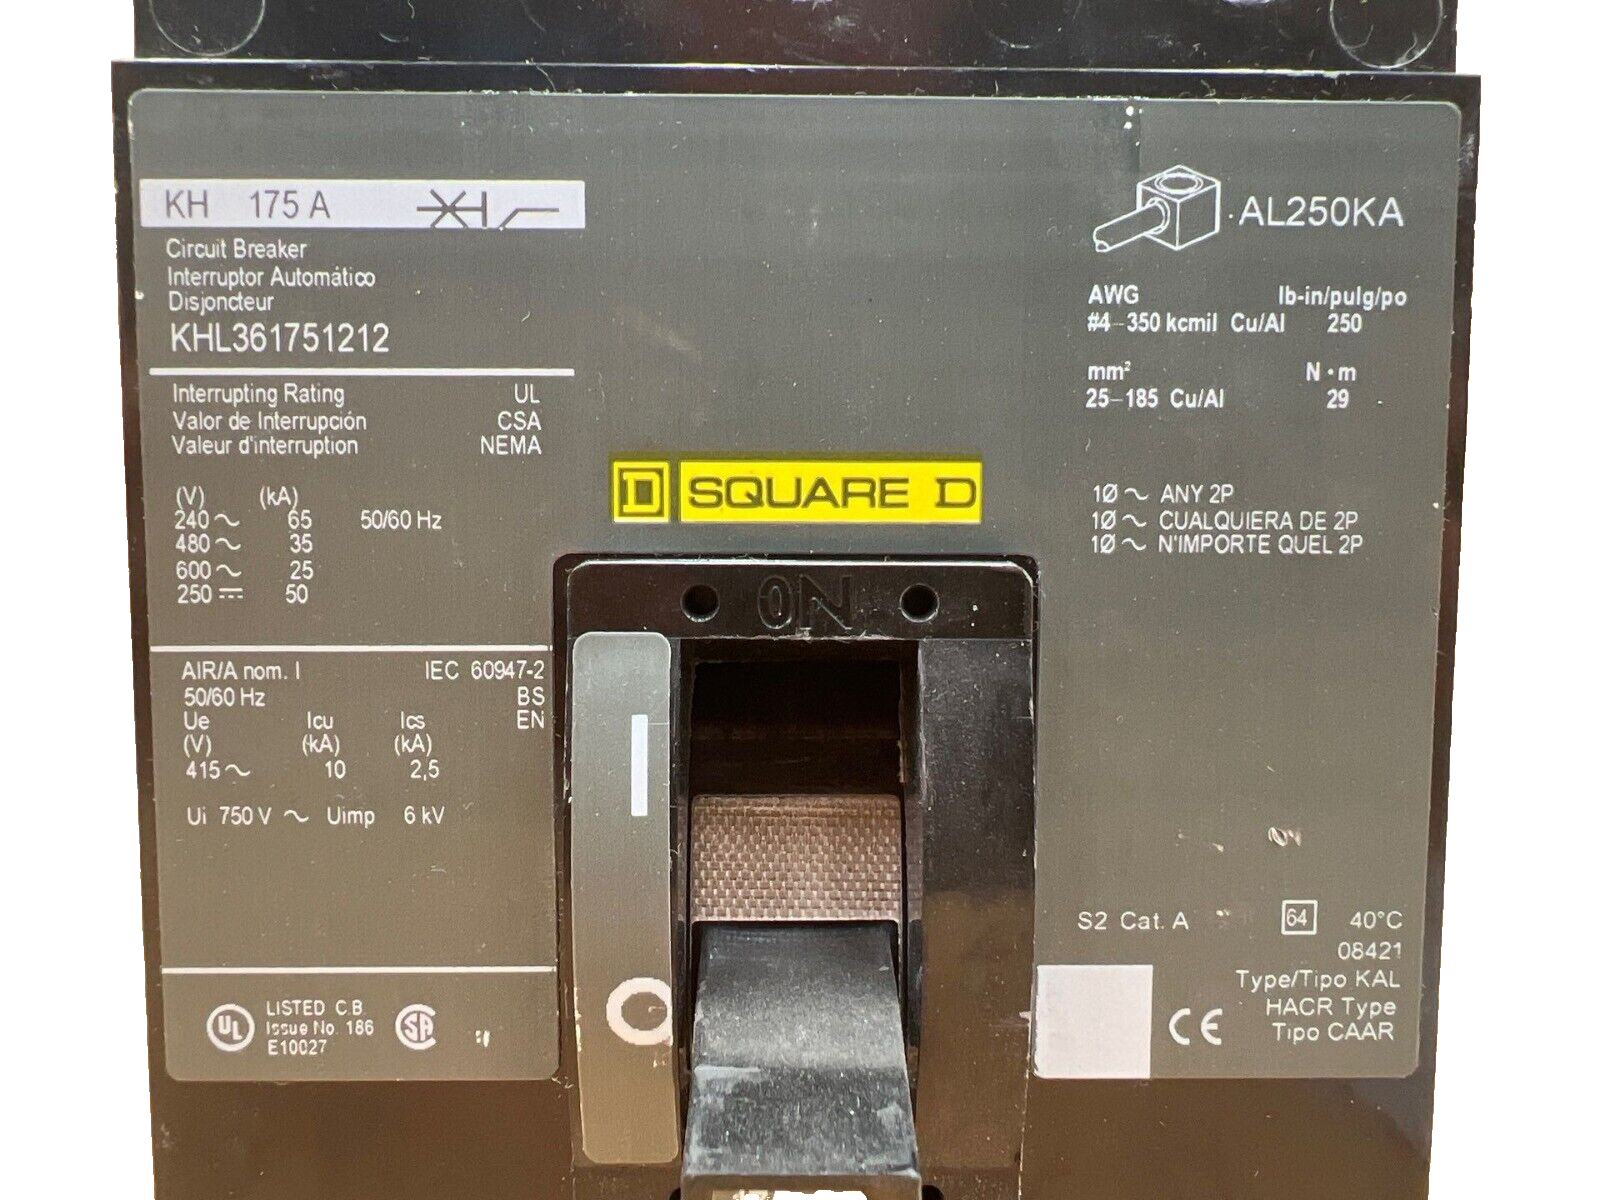 KH 175 A
Circuit Breaker
Interruptor Automático
Disjoncteur
KHL361751212
Interrupting Rating UL
Valor de Interrupción CSA
Valeur d'interruption NEMA
(V) (kA)
240 ~ 65 50/60 Hz
480 ~ 35
600 ~ 25
250 ⎓ 50
AIR/A nom. I IEC 60947-2
50/60 Hz BS
Ue Icu Ics EN
(V) (kA) (kA)
415 ~ 10 2,5
Ui 750 V ~ Uimp 6 kV
UL
LISTED C.B.
Issue No. 186
E10027
SA
D SQUARE D
ON
I
O
AL250KA
AWG lb-in/pulg/po
#4–350 kcmil Cu/Al 250
mm² N•m
25–185 Cu/Al 29
1Ø ~ ANY 2P
1Ø ~ CUALQUIERA DE 2P
1Ø ~ N'IMPORTE QUEL 2P
S2 Cat. A 64 40°C
08421
Type/Tipo KAL
HACR Type
Tipo CAAR
CE